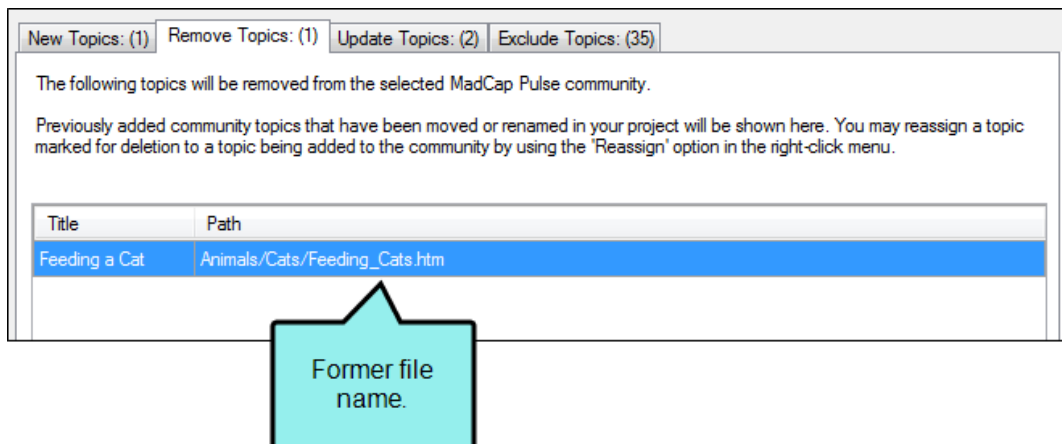 New Topics: (1) Remove Topics: (1) Update Topics: (2) Exclude Topics: (35)
The following topics will be removed from the selected MadCap Pulse community.
Previously added community topics that have been moved or renamed in your project will be shown here. You may reassign a topic
marked for deletion to a topic being added to the community by using the 'Reassign' option in the right-click menu.
Title Path
Feeding a Cat Animals/Cats/Feeding_Cats.htm
Former file
name.